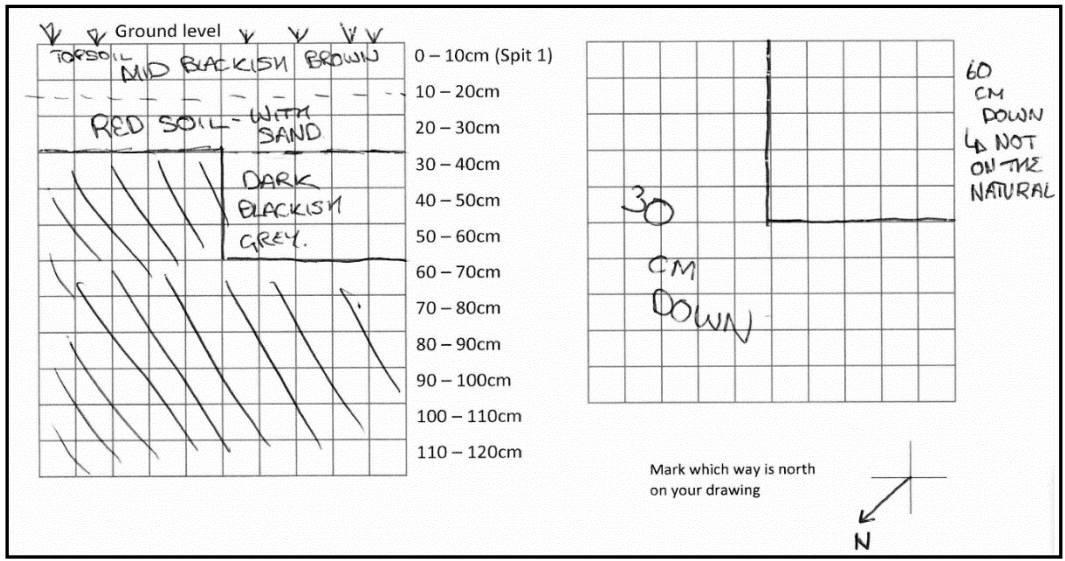 Ground level
TOPSOIL MID BLACKISH BROWN
RED SOIL - WITH
SAND
DARK
BLACKISH
GREY.
0 – 10cm (Spit 1)
10 – 20cm
20 – 30cm
30 – 40cm
40 – 50cm
50 – 60cm
60 – 70cm
70 – 80cm
80 – 90cm
90 – 100cm
100 – 110cm
110 – 120cm
30
CM
DOWN
60
CM
DOWN
↳ NOT
ON THE
NATURAL
Mark which way is north
on your drawing
N